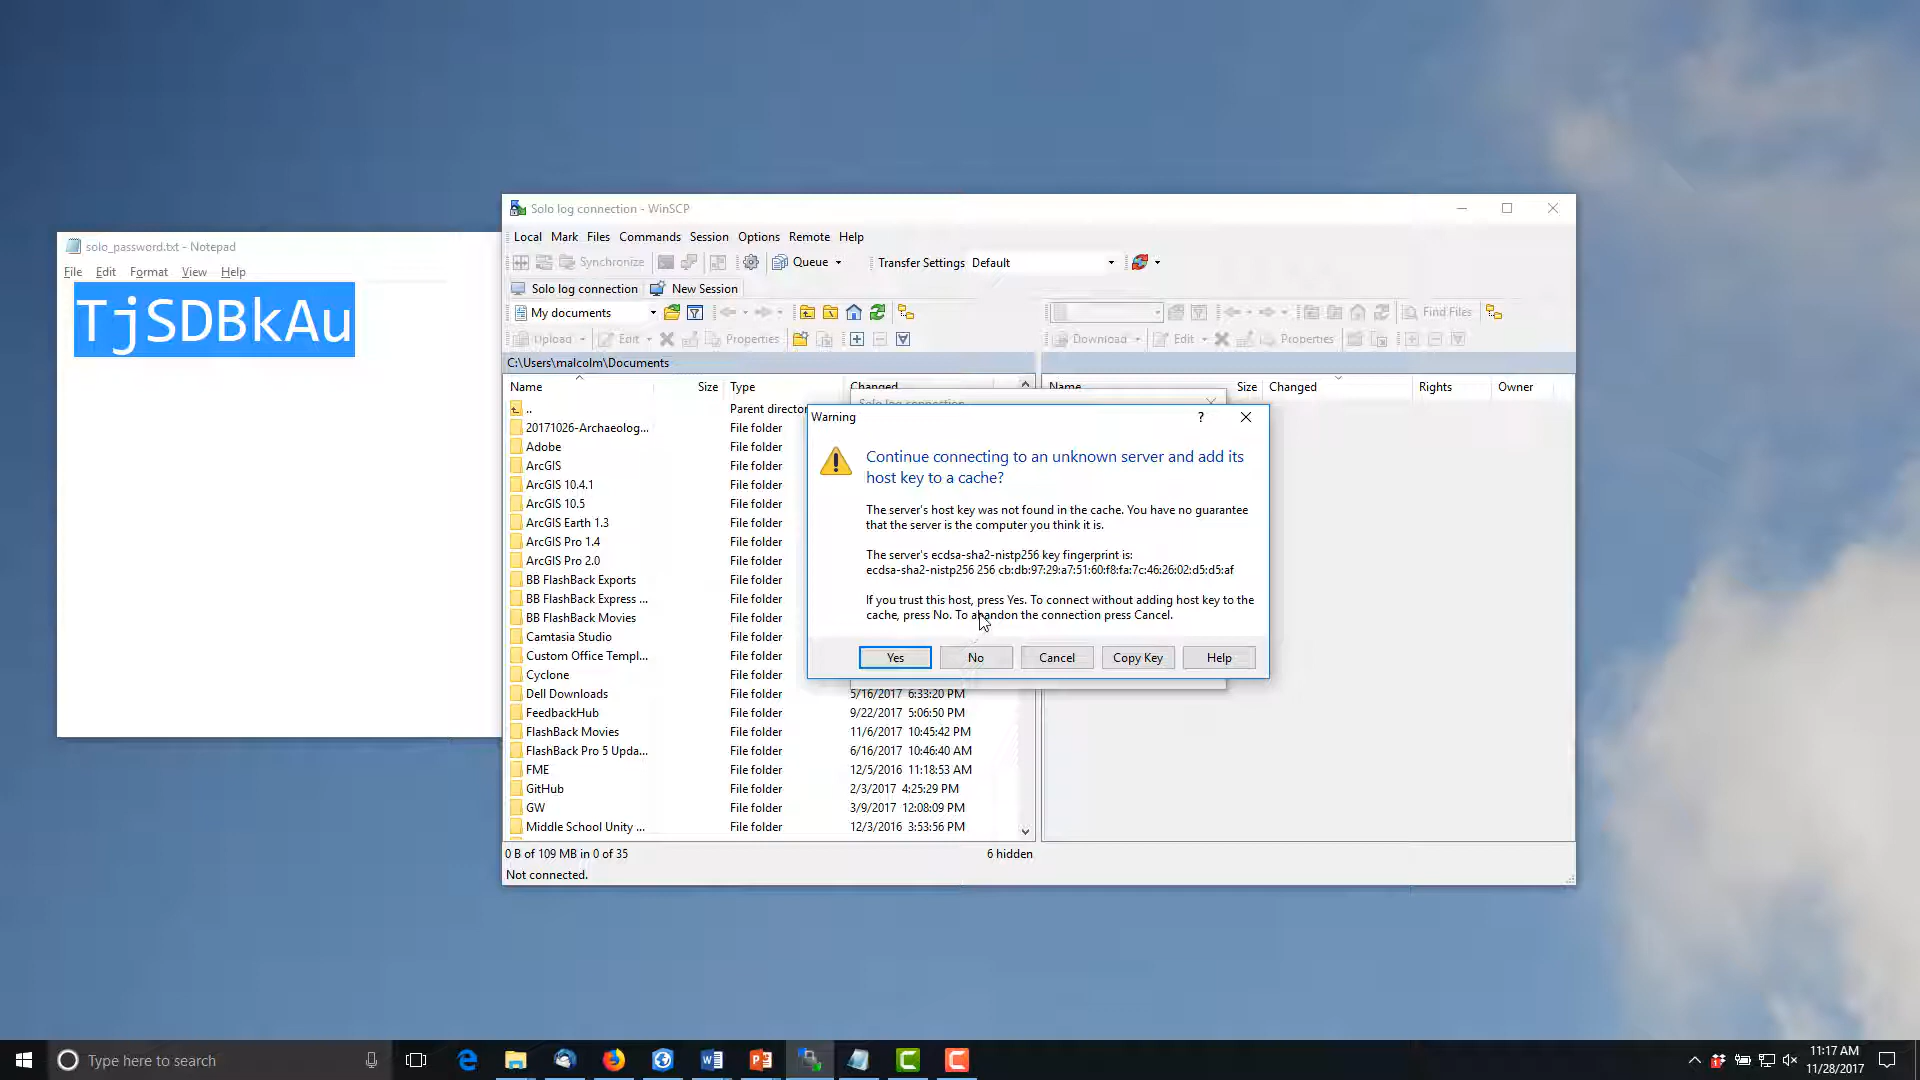 solo_password.txt - Notepad
File Edit Format View Help
TjSDBkAu
Solo log connection - WinSCP
Local Mark Files Commands Session Options Remote Help
Synchronize Queue Transfer Settings Default
Solo log connection New Session
My documents Find Files
Upload Edit Properties Download Edit Properties
C:\Users\malcolm\Documents
Name Size Type Changed Name Size Changed Rights Owner
.. Parent directo
20171026-Archaeolog... File folder
Adobe File folder
ArcGIS File folder
ArcGIS 10.4.1 File folder
ArcGIS 10.5 File folder
ArcGIS Earth 1.3 File folder
ArcGIS Pro 1.4 File folder
ArcGIS Pro 2.0 File folder
BB FlashBack Exports File folder
BB FlashBack Express ... File folder
BB FlashBack Movies File folder
Camtasia Studio File folder
Custom Office Templ... File folder
Cyclone File folder
Dell Downloads File folder 5/16/2017 6:33:20 PM
FeedbackHub File folder 9/22/2017 5:06:50 PM
FlashBack Movies File folder 11/6/2017 10:45:42 PM
FlashBack Pro 5 Upda... File folder 6/16/2017 10:46:40 AM
FME File folder 12/5/2016 11:18:53 AM
GitHub File folder 2/3/2017 4:25:29 PM
GW File folder 3/9/2017 12:08:09 PM
Middle School Unity ... File folder 12/3/2016 3:53:56 PM
0 B of 109 MB in 0 of 35 6 hidden
Not connected.
Solo log connection
Warning ?
Continue connecting to an unknown server and add its
host key to a cache?
The server's host key was not found in the cache. You have no guarantee
that the server is the computer you think it is.
The server's ecdsa-sha2-nistp256 key fingerprint is:
ecdsa-sha2-nistp256 256 cb:db:97:29:a7:51:60:f8:fa:7c:46:26:02:d5:d5:af
If you trust this host, press Yes. To connect without adding host key to the
cache, press No. To abandon the connection press Cancel.
Yes No Cancel Copy Key Help
Type here to search
11:17 AM
11/28/2017